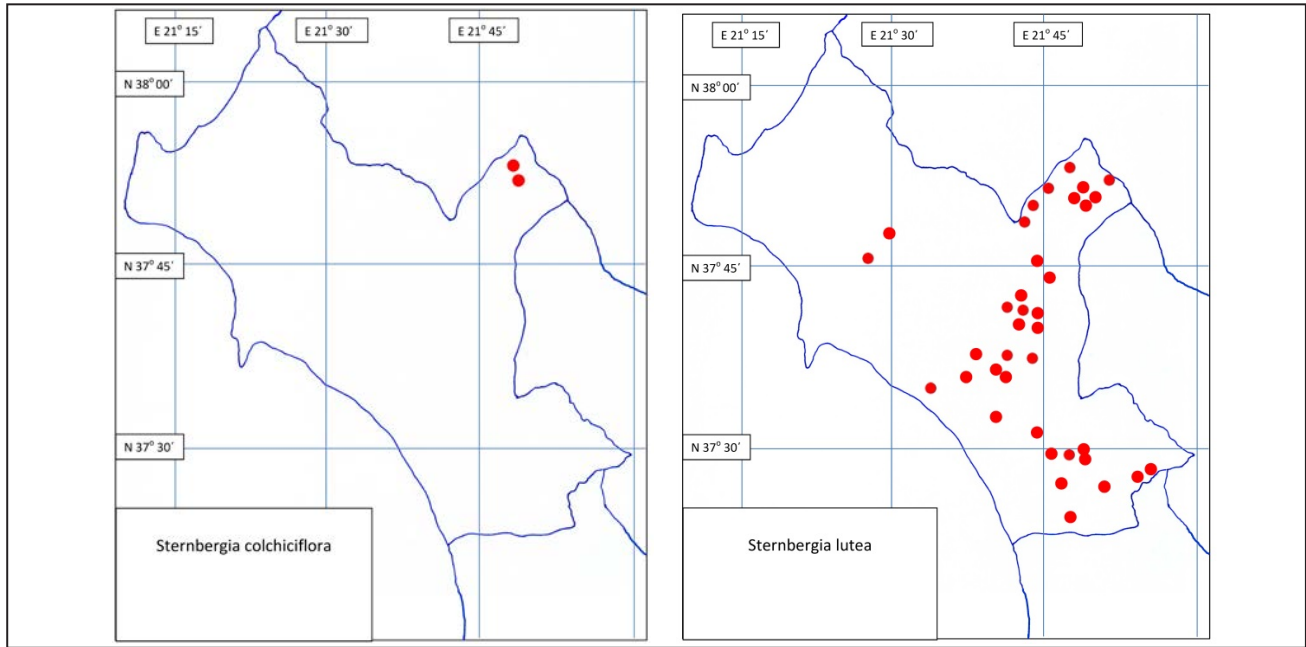 E 21° 15´ E 21° 30´ E 21° 45´
N 38° 00´
N 37° 45´
N 37° 30´
Sternbergia colchiciflora
E 21° 15´ E 21° 30´ E 21° 45´
N 38° 00´
N 37° 45´
N 37° 30´
Sternbergia lutea